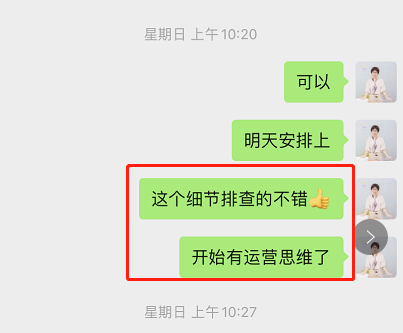 星期日 上午10:20
可以
明天安排上
这个细节排查的不错👍
开始有运营思维了
星期日 上午10:27